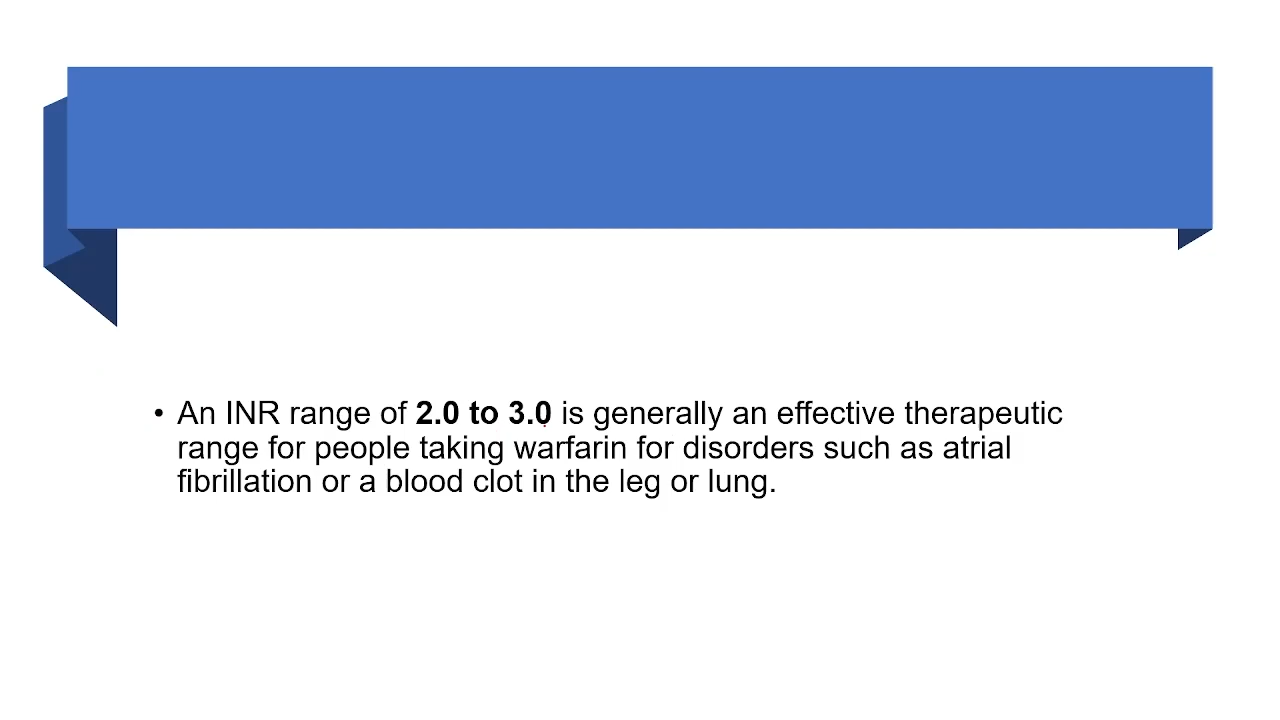 • An INR range of 2.0 to 3.0 is generally an effective therapeutic
range for people taking warfarin for disorders such as atrial
fibrillation or a blood clot in the leg or lung.